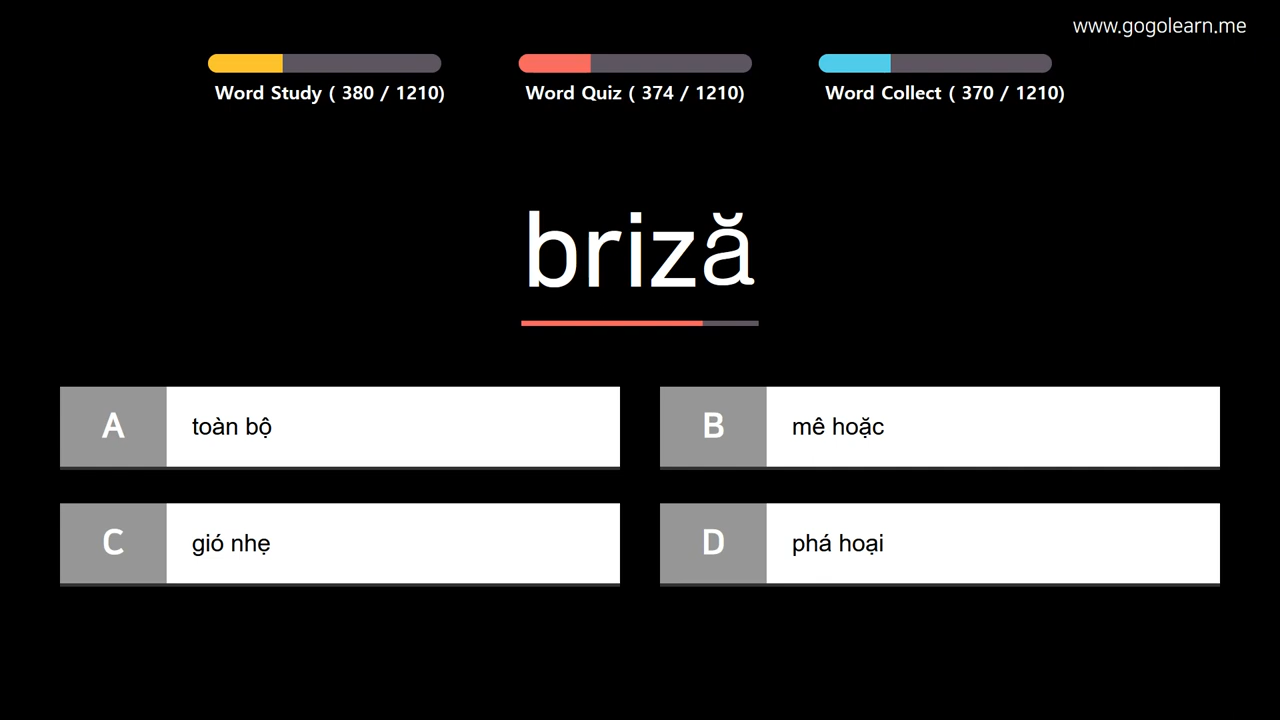 www.gogolearn.me
Word Study ( 380 / 1210)
Word Quiz ( 374 / 1210)
Word Collect ( 370 / 1210)
briză
A toàn bộ
B mê hoặc
C gió nhẹ
D phá hoại